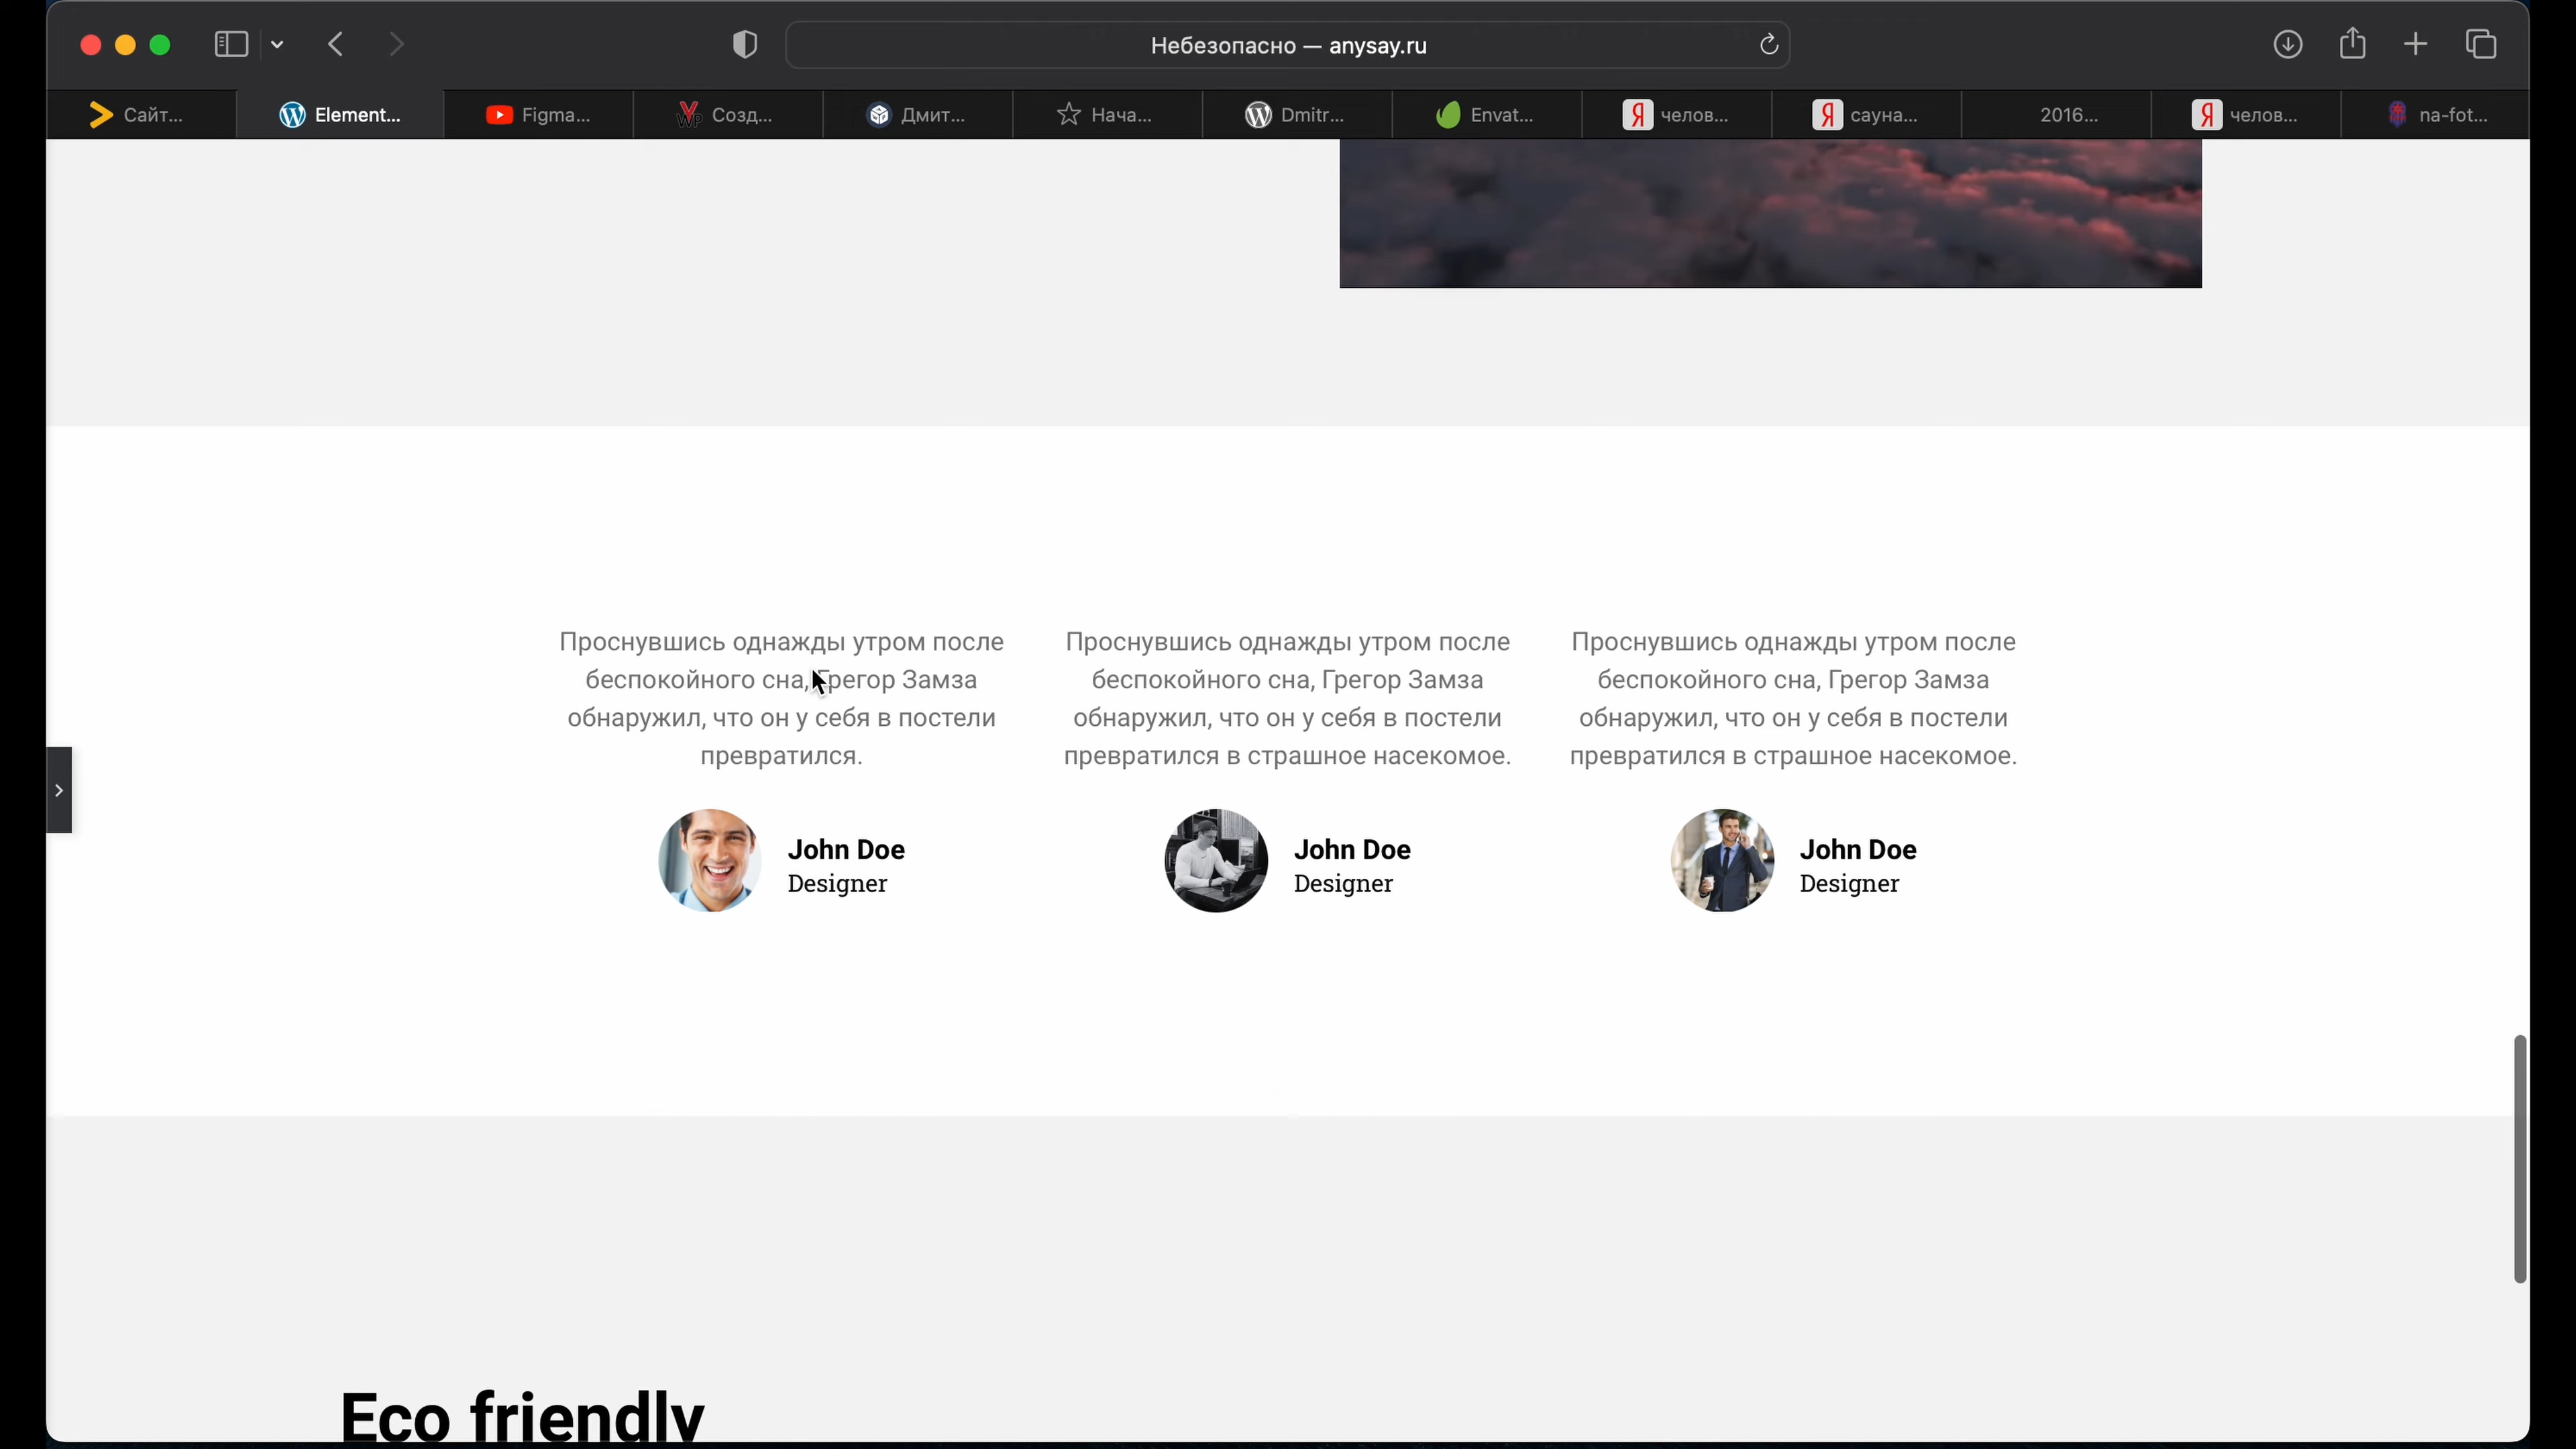 Небезопасно — anysay.ru
Сайт...
Element...
Figma...
Созд...
Дмит...
Нача...
Dmitr...
Envat...
челов...
сауна...
2016...
челов...
na-fot...
Проснувшись однажды утром после
беспокойного сна, Грегор Замза
обнаружил, что он у себя в постели
превратился.
John Doe
Designer
Проснувшись однажды утром после
беспокойного сна, Грегор Замза
обнаружил, что он у себя в постели
превратился в страшное насекомое.
John Doe
Designer
Проснувшись однажды утром после
беспокойного сна, Грегор Замза
обнаружил, что он у себя в постели
превратился в страшное насекомое.
John Doe
Designer
Eco friendly